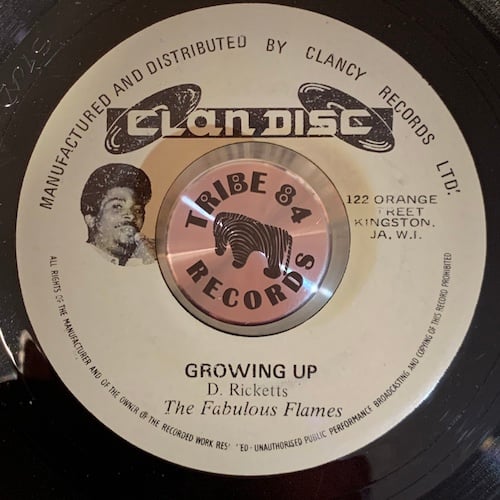 MANUFACTURED AND DISTRIBUTED BY CLANCY RECORDS LTD.
CLANDISC
122 ORANGE
TREET
KINGSTON,
JA, W.I.
TRIBE 84
RECORDS
GROWING UP
D. Ricketts
The Fabulous Flames
ALL RIGHTS OF THE MANUFACTURER AND OF THE OWNER OF THE RECORDED WORK RES ED - UNAUTHORISED PUBLIC PERFORMANCE BROADCASTING AND COPYING OF THIS RECORD PROHIBITED